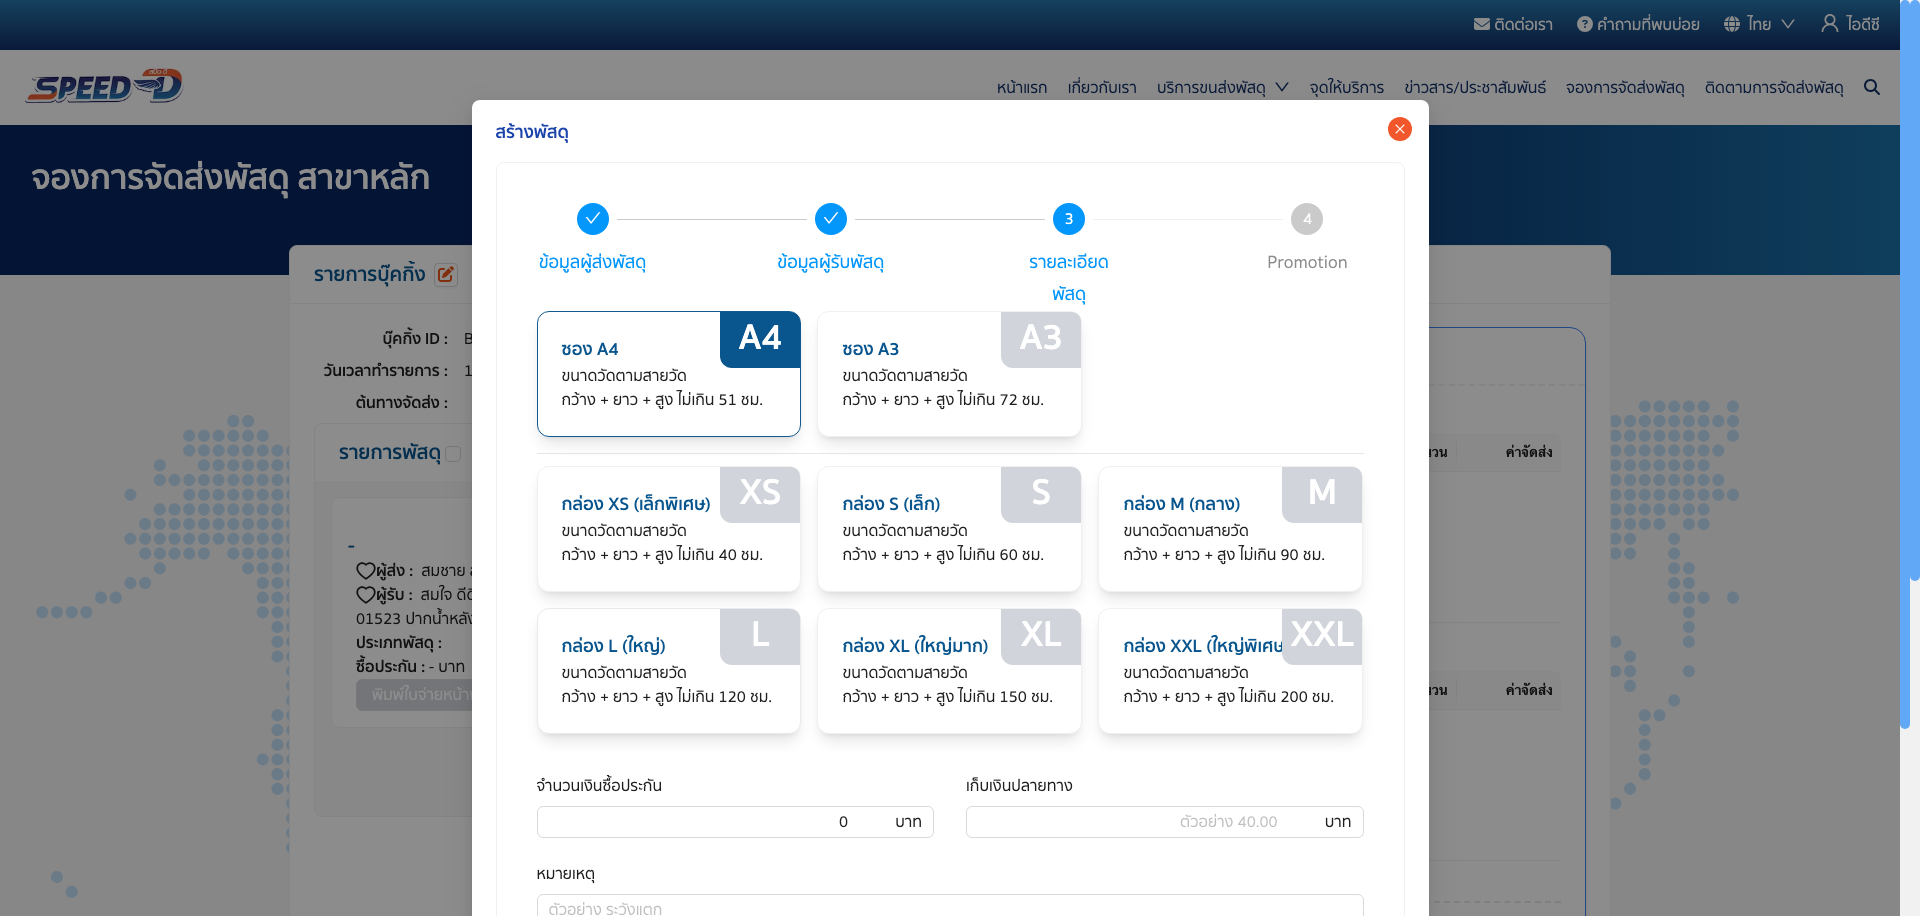 ติดต่อเรา คำถามที่พบบ่อย ไทย ไอดีซี
SPEED-D
หน้าแรก เกี่ยวกับเรา บริการขนส่งพัสดุ จุดให้บริการ ข่าวสาร/ประชาสัมพันธ์ จองการจัดส่งพัสดุ ติดตามการจัดส่งพัสดุ
จองการจัดส่งพัสดุ สาขาหลัก
สร้างพัสดุ
3 4
ข้อมูลผู้ส่งพัสดุ ข้อมูลผู้รับพัสดุ รายละเอียด Promotion
พัสดุ
รายการบุ๊คกิ้ง
บุ๊คกิ้ง ID : B
วันเวลาทำรายการ : 1
ต้นทางจัดส่ง :
รายการพัสดุ
-
ผู้ส่ง : สมชาย
ผู้รับ : สมใจ
01523 ปากน้ำหลัง
ประเภทพัสดุ :
ซื้อประกัน : - บาท
พิมพ์ใบจ่ายหน้า
ซอง A4 A4
ขนาดวัดตามสายวัด
กว้าง + ยาว + สูง ไม่เกิน 51 ซม.
ซอง A3 A3
ขนาดวัดตามสายวัด
กว้าง + ยาว + สูง ไม่เกิน 72 ซม.
กล่อง XS (เล็กพิเศษ) XS
ขนาดวัดตามสายวัด
กว้าง + ยาว + สูง ไม่เกิน 40 ซม.
กล่อง S (เล็ก) S
ขนาดวัดตามสายวัด
กว้าง + ยาว + สูง ไม่เกิน 60 ซม.
กล่อง M (กลาง) M
ขนาดวัดตามสายวัด
กว้าง + ยาว + สูง ไม่เกิน 90 ซม.
กล่อง L (ใหญ่) L
ขนาดวัดตามสายวัด
กว้าง + ยาว + สูง ไม่เกิน 120 ซม.
กล่อง XL (ใหญ่มาก) XL
ขนาดวัดตามสายวัด
กว้าง + ยาว + สูง ไม่เกิน 150 ซม.
กล่อง XXL (ใหญ่พิเศษ XXL
ขนาดวัดตามสายวัด
กว้าง + ยาว + สูง ไม่เกิน 200 ซม.
ค่าจัดส่ง
ค่าจัดส่ง
จำนวนเงินซื้อประกัน เก็บเงินปลายทาง
0 บาท ตัวอย่าง 40.00 บาท
หมายเหตุ
ตัวอย่าง ระวังแตก